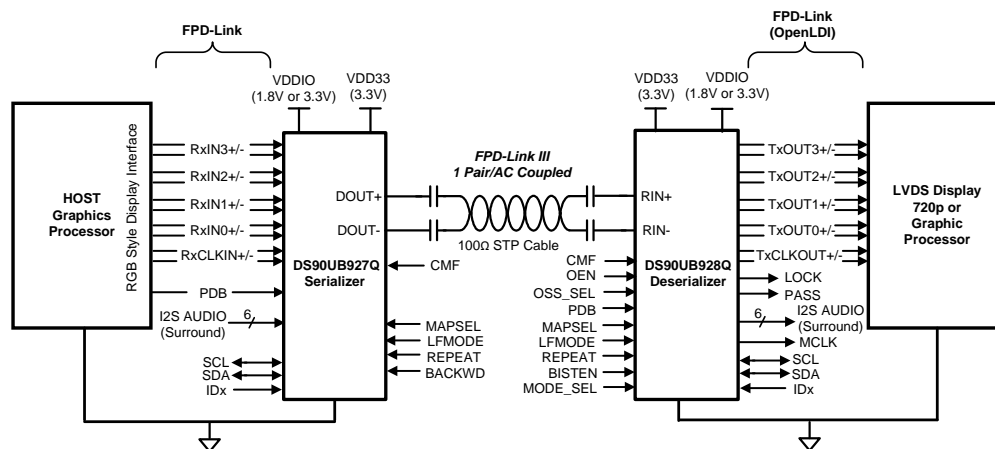 FPD-Link
FPD-Link
(OpenLDI)
VDDIO
(1.8V or 3.3V)
VDD33
(3.3V)
VDD33
(3.3V)
VDDIO
(1.8V or 3.3V)
HOST
Graphics
Processor
RGB Style Display Interface
RxIN3+/-
RxIN2+/-
RxIN1+/-
RxIN0+/-
RxCLKIN+/-
PDB
I2S AUDIO
(Surround)
6
SCL
SDA
IDx
DOUT+
DOUT-
DS90UB927Q
Serializer
CMF
MAPSEL
LFMODE
REPEAT
BACKWD
FPD-Link III
1 Pair/AC Coupled
100Ω STP Cable
RIN+
RIN-
DS90UB928Q
Deserializer
CMF
OEN
OSS_SEL
PDB
MAPSEL
LFMODE
REPEAT
BISTEN
MODE_SEL
TxOUT3+/-
TxOUT2+/-
TxOUT1+/-
TxOUT0+/-
TxCLKOUT+/-
LOCK
PASS
6
I2S AUDIO
(Surround)
MCLK
SCL
SDA
IDx
LVDS Display
720p or
Graphic
Processor